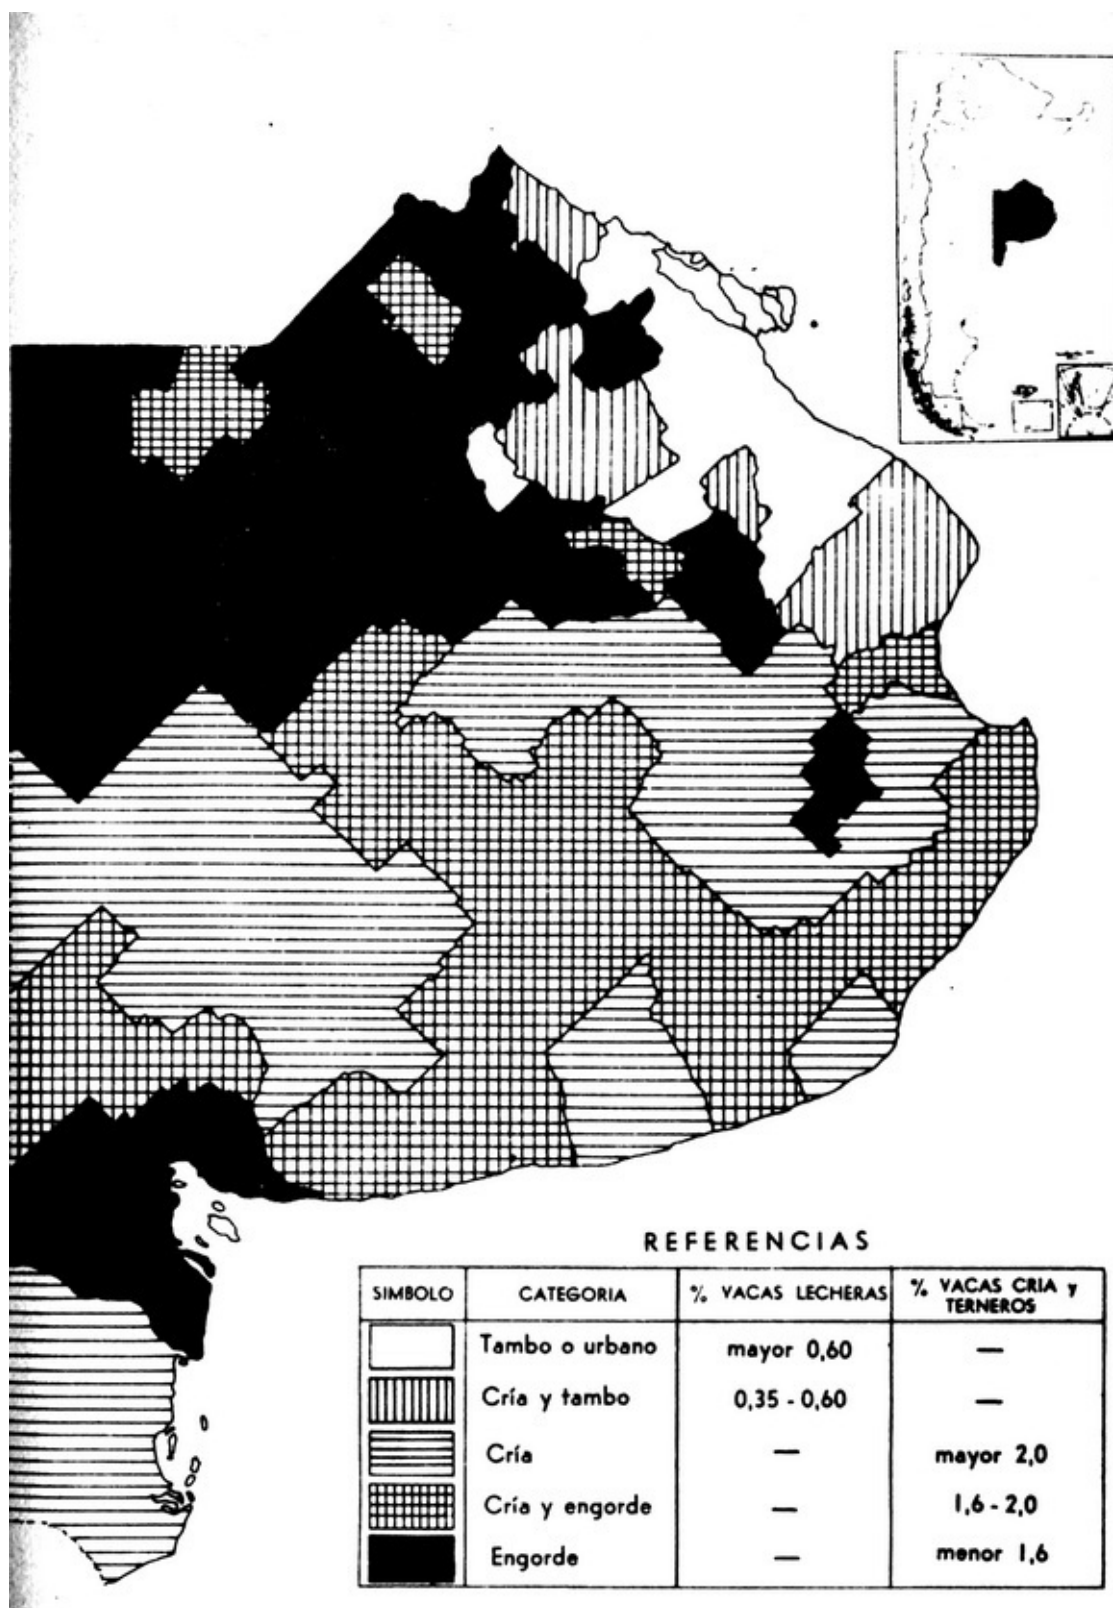 REFERENCIAS
SIMBOLO CATEGORIA % VACAS LECHERAS % VACAS CRIA y TERNEROS
Tambo o urbano mayor 0,60 —
Cría y tambo 0,35 - 0,60 —
Cría — mayor 2,0
Cría y engorde — 1,6 - 2,0
Engorde — menor 1,6